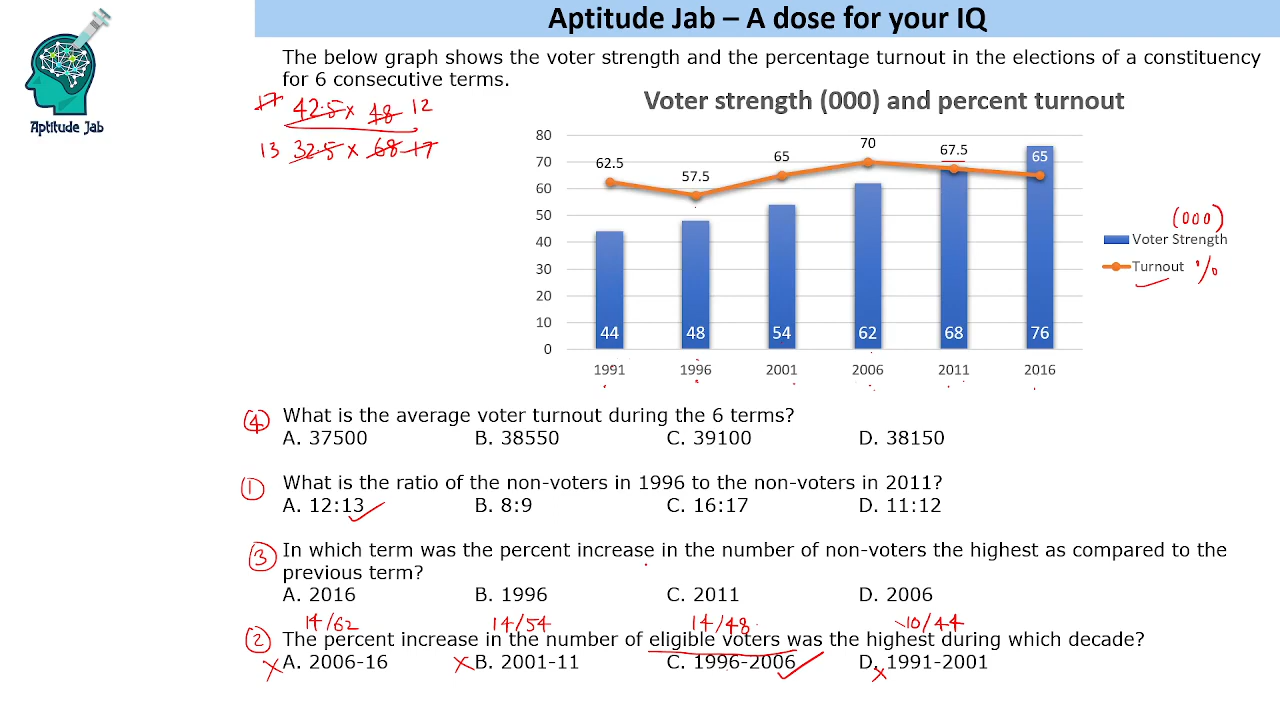 Aptitude Jab – A dose for your IQ
Aptitude Jab
The below graph shows the voter strength and the percentage turnout in the elections of a constituency
for 6 consecutive terms.
17 42.5 x 48 12
13 32.5 x 68 17
Voter strength (000) and percent turnout
80
70
60
50
40
30
20
10
0
62.5 57.5 65 70 67.5 65
44 48 54 62 68 76
1991 1996 2001 2006 2011 2016
(000)
Voter Strength
Turnout %
4 What is the average voter turnout during the 6 terms?
A. 37500 B. 38550 C. 39100 D. 38150
1 What is the ratio of the non-voters in 1996 to the non-voters in 2011?
A. 12:13 B. 8:9 C. 16:17 D. 11:12
3 In which term was the percent increase in the number of non-voters the highest as compared to the
previous term?
A. 2016 B. 1996 C. 2011 D. 2006
14/62 14/54 14/48 10/44
2 The percent increase in the number of eligible voters was the highest during which decade?
A. 2006-16 B. 2001-11 C. 1996-2006 D. 1991-2001